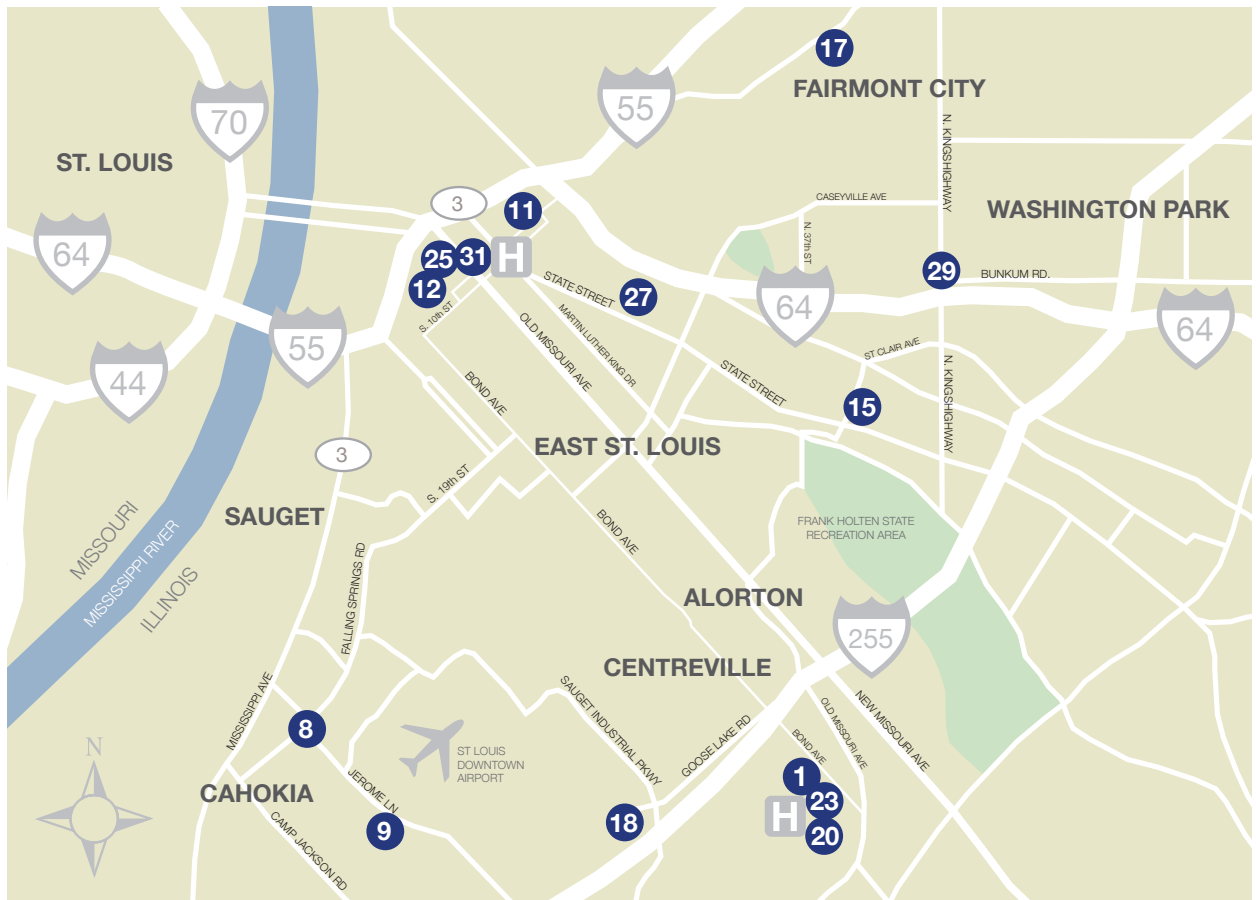 17
FAIRMONT CITY
55
70
ST. LOUIS
N. KINGSHIGHWAY
CASEYVILLE AVE
3
11
WASHINGTON PARK
N. 37th ST
64
25
31
H
29
BUNKUM RD.
12
STATE STREET
27
64
64
S. 10th ST
MARTIN LUTHER KING DR
OLD MISSOURI AVE
55
ST CLAIR AVE
44
BOND AVE
STATE STREET
N. KINGSHIGHWAY
15
EAST ST. LOUIS
3
S. 19th ST
SAUGET
MISSOURI
MISSISSIPPI RIVER
ILLINOIS
BOND AVE
FRANK HOLTEN STATE
RECREATION AREA
FALLING SPRINGS RD
ALORTON
255
CENTREVILLE
MISSISSIPPI AVE
SAUGET INDUSTRIAL PKWY
GOOSE LAKE RD
OLD MISSOURI AVE
NEW MISSOURI AVE
BOND AVE
8
N
ST LOUIS
DOWNTOWN
AIRPORT
JEROME LN
CAHOKIA
1
23
H
20
18
9
CAMP JACKSON RD